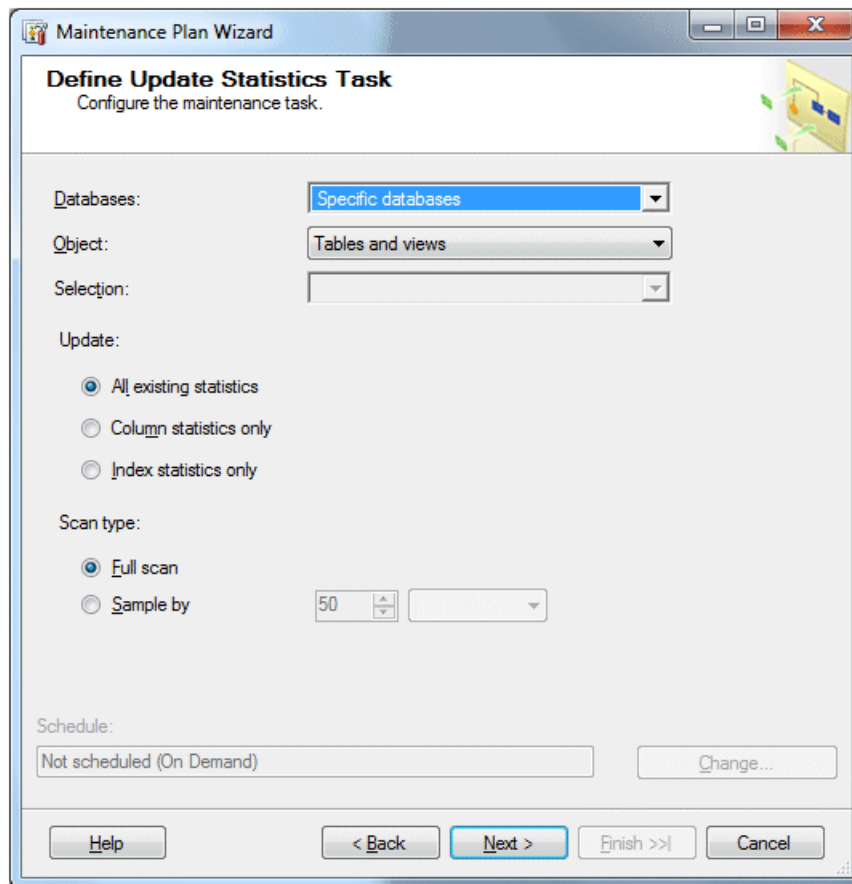 Maintenance Plan Wizard
Define Update Statistics Task
Configure the maintenance task.
Databases: Specific databases
Object: Tables and views
Selection:
Update:
All existing statistics
Column statistics only
Index statistics only
Scan type:
Full scan
Sample by 50
Schedule:
Not scheduled (On Demand) Change...
Help < Back Next > Finish >>| Cancel